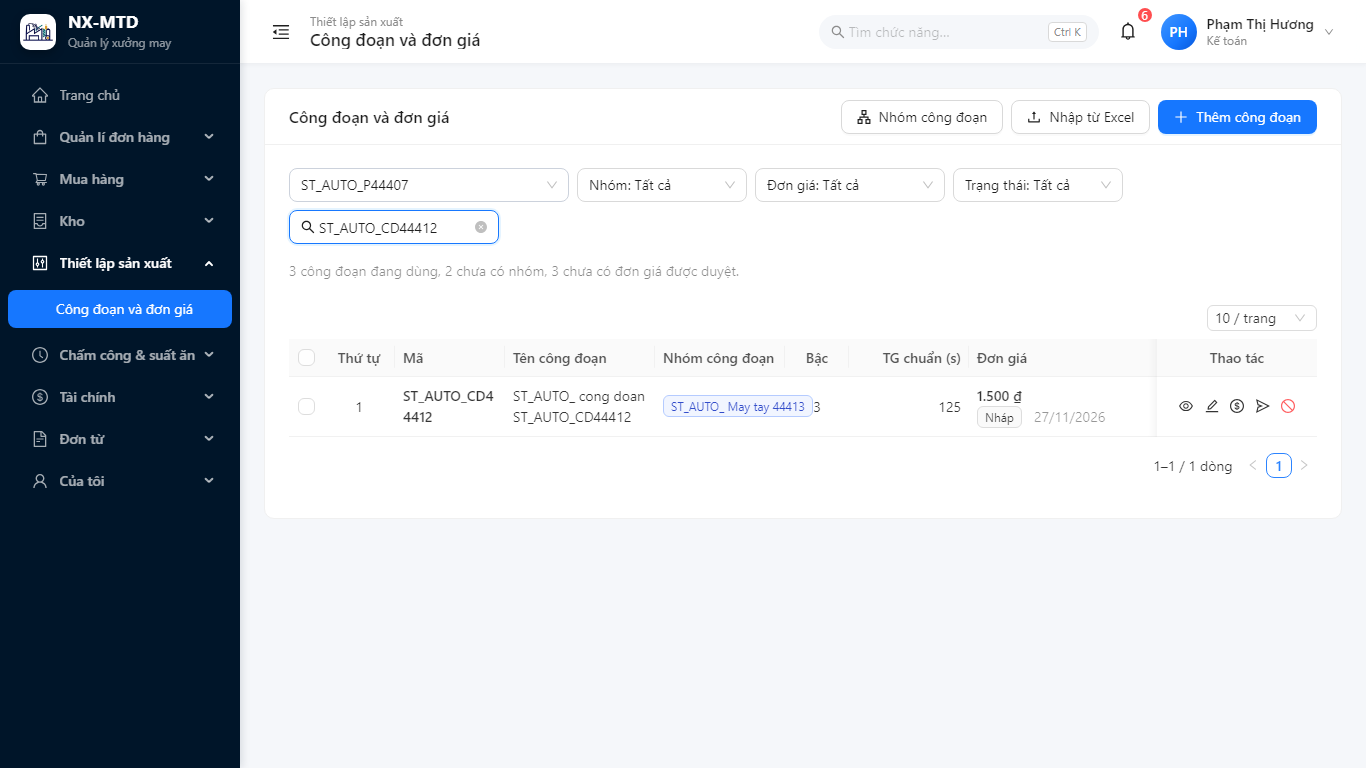 NX-MTD
Quản lý xưởng may
Trang chủ
Quản lí đơn hàng
Mua hàng
Kho
Thiết lập sản xuất
Công đoạn và đơn giá
Chấm công & suất ăn
Tài chính
Đơn từ
Của tôi
Thiết lập sản xuất
Công đoạn và đơn giá
Tìm chức năng...
Ctrl K
6
PH
Phạm Thị Hương
Kế toán
Công đoạn và đơn giá
Nhóm công đoạn
Nhập từ Excel
Thêm công đoạn
ST_AUTO_P44407
Nhóm: Tất cả
Đơn giá: Tất cả
Trạng thái: Tất cả
ST_AUTO_CD44412
3 công đoạn đang dùng, 2 chưa có nhóm, 3 chưa có đơn giá được duyệt.
10 / trang
Thứ tự
Mã
Tên công đoạn
Nhóm công đoạn
Bậc
TG chuẩn (s)
Đơn giá
Thao tác
1
ST_AUTO_CD4
4412
ST_AUTO_ cong doan
ST_AUTO_CD44412
ST_AUTO_ May tay 44413
3
125
1.500 ₫
Nháp
27/11/2026
1–1 / 1 dòng
1